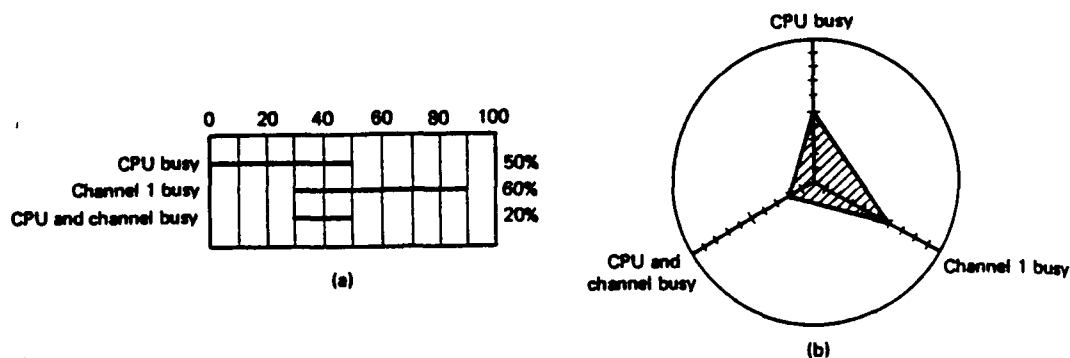 0 20 40 60 80 100
CPU busy 50%
Channel 1 busy 60%
CPU and channel busy 20%
(a)
CPU busy
CPU and
channel busy
Channel 1 busy
(b)